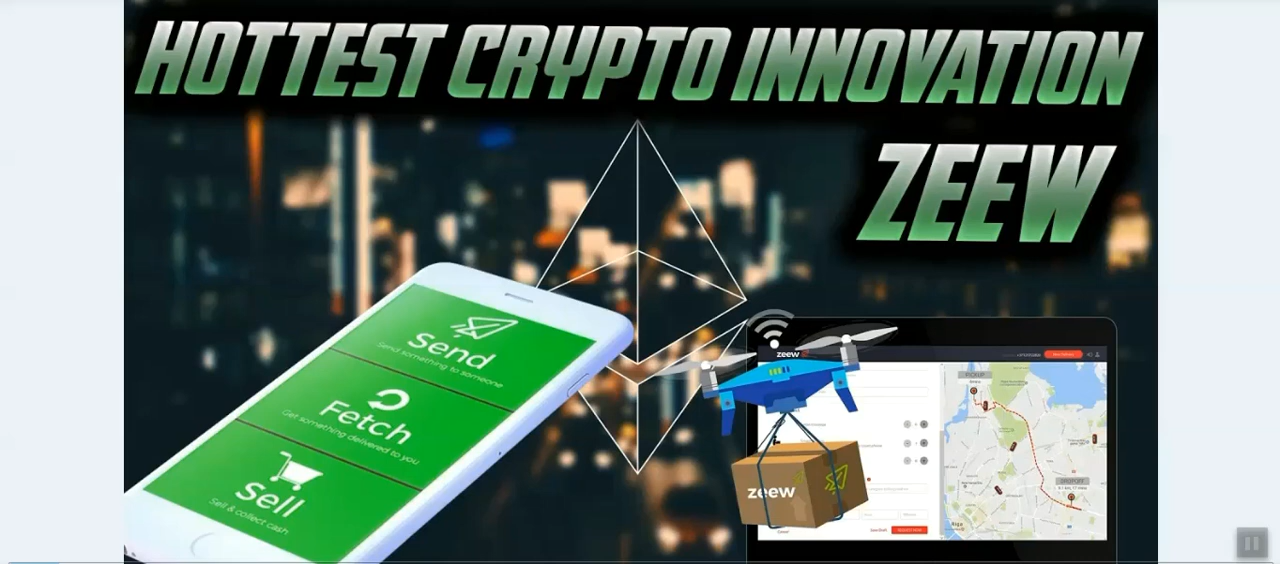 HOTTEST CRYPTO INNOVATION
ZEEW
Send
Send something to someone
Fetch
Get something delivered to you
Sell
Sell & collect cash
zeew
zeew
PICKUP
DROPOFF
Riga